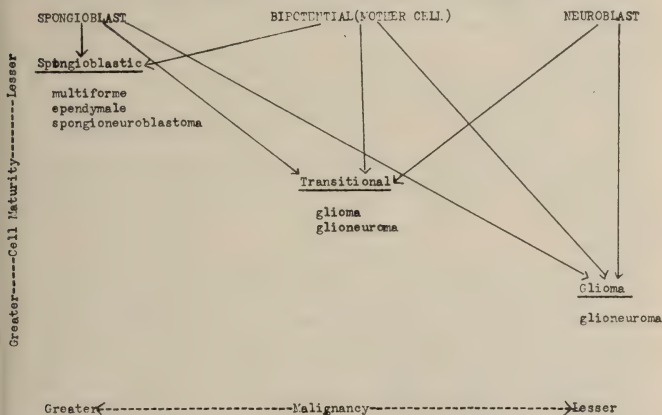 SPONGIOBLAST BIPOTENTIAL(MOTHER CELL) NEUROBLAST
Spongioblastic
multiforme
ependymale
spongioneuroblastoma
Transitional
glioma
glioneuroma
Glioma
glioneuroma
Greater-----Cell Maturity--------Lesser
Greater<---------------------Malignancy--------------------->Lesser